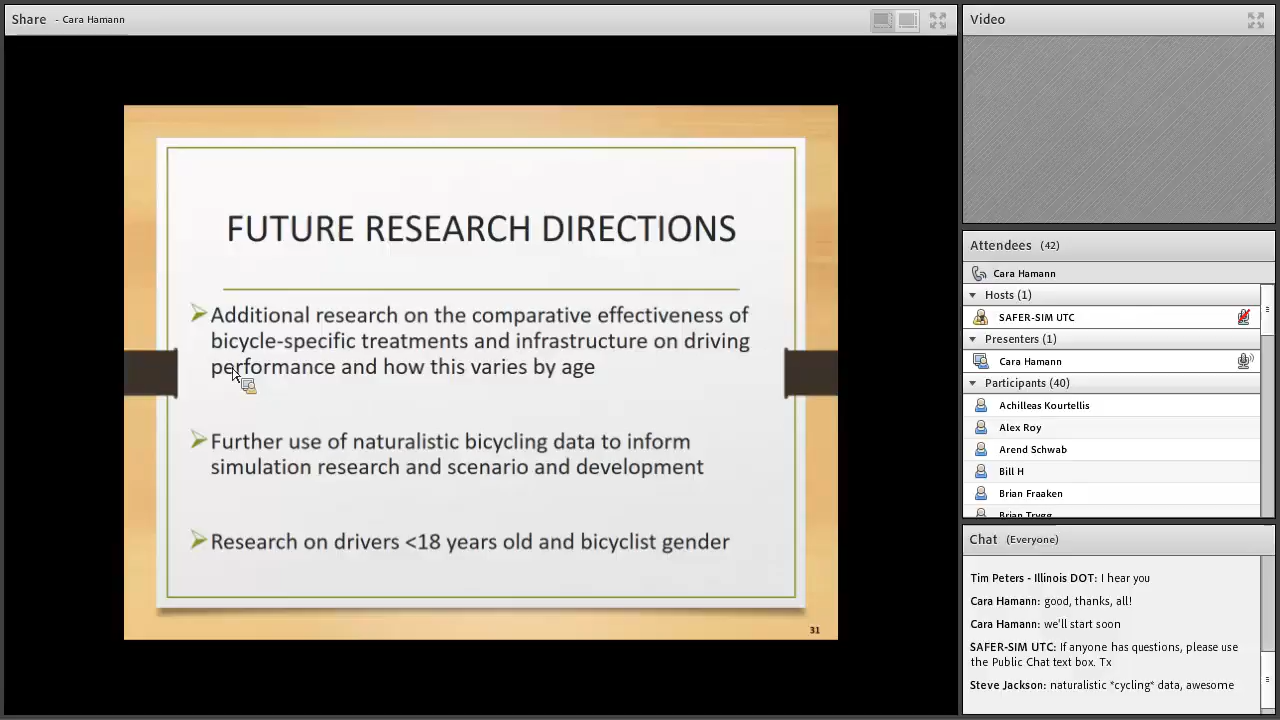 Share - Cara Hamann
FUTURE RESEARCH DIRECTIONS
Additional research on the comparative effectiveness of
bicycle-specific treatments and infrastructure on driving
performance and how this varies by age
Further use of naturalistic bicycling data to inform
simulation research and scenario and development
Research on drivers <18 years old and bicyclist gender
31
Video
Attendees (42)
Cara Hamann
Hosts (1)
SAFER-SIM UTC
Presenters (1)
Cara Hamann
Participants (40)
Achilleas Kourtellis
Alex Roy
Arend Schwab
Bill H
Brian Fraaken
Brian Trygg
Chat (Everyone)
Tim Peters - Illinois DOT: I hear you
Cara Hamann: good, thanks, all!
Cara Hamann: we'll start soon
SAFER-SIM UTC: If anyone has questions, please use
the Public Chat text box. Tx
Steve Jackson: naturalistic *cycling* data, awesome